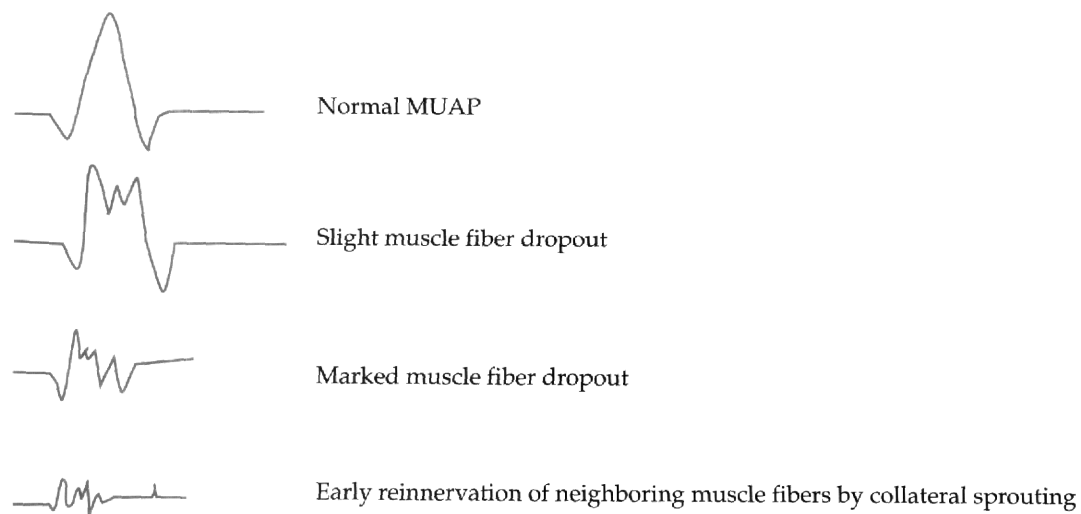 Normal MUAP
Slight muscle fiber dropout
Marked muscle fiber dropout
Early reinnervation of neighboring muscle fibers by collateral sprouting